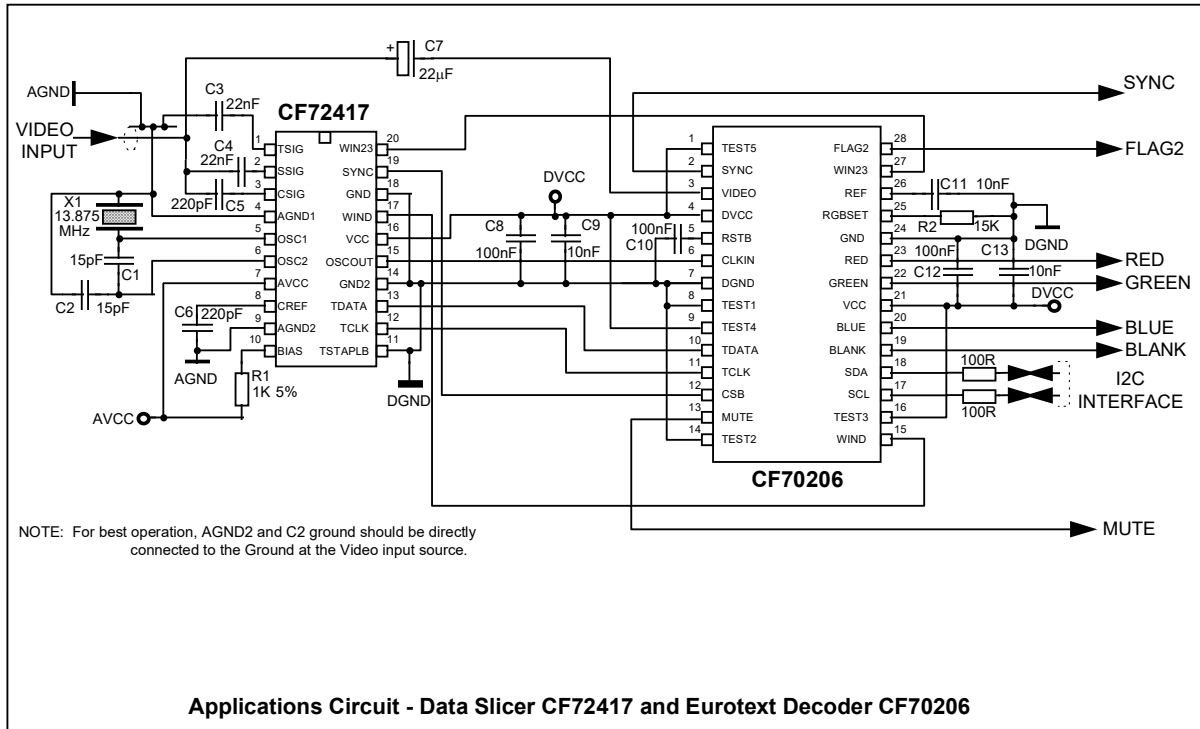 C7
+
22µF
SYNC
AGND
C3
22nF
CF72417
VIDEO
INPUT
FLAG2
C4
22nF
220pF
C5
X1
13.875
MHz
15pF
C1
C2
15pF
1 TSIG
2 SSIG
3 CSIG
4 AGND1
5 OSC1
6 OSC2
7 AVCC
8 CREF
9 AGND2
10 BIAS
WIN23 20
SYNC 19
GND 18
WIND 17
VCC 16
OSCOUT 15
GND2 14
TDATA 13
TCLK 12
TSTAPLB 11
C6
220pF
AGND
R1
1K 5%
AVCC
DGND
DVCC
C8
100nF
C9
10nF
100nF
C10
1 TEST5
2 SYNC
3 VIDEO
4 DVCC
5 RSTB
6 CLKIN
7 DGND
8 TEST1
9 TEST4
10 TDATA
11 TCLK
12 CSB
13 MUTE
14 TEST2
FLAG2 28
WIN23 27
REF 26
RGBSET 25
GND 24
RED 23
GREEN 22
VCC 21
BLUE 20
BLANK 19
SDA 18
SCL 17
TEST3 16
WIND 15
CF70206
C11
10nF
R2
15K
DGND
100nF
C12
C13
10nF
DVCC
RED
GREEN
BLUE
BLANK
100R
100R
I2C
INTERFACE
MUTE
NOTE: For best operation, AGND2 and C2 ground should be directly
connected to the Ground at the Video input source.
Applications Circuit - Data Slicer CF72417 and Eurotext Decoder CF70206